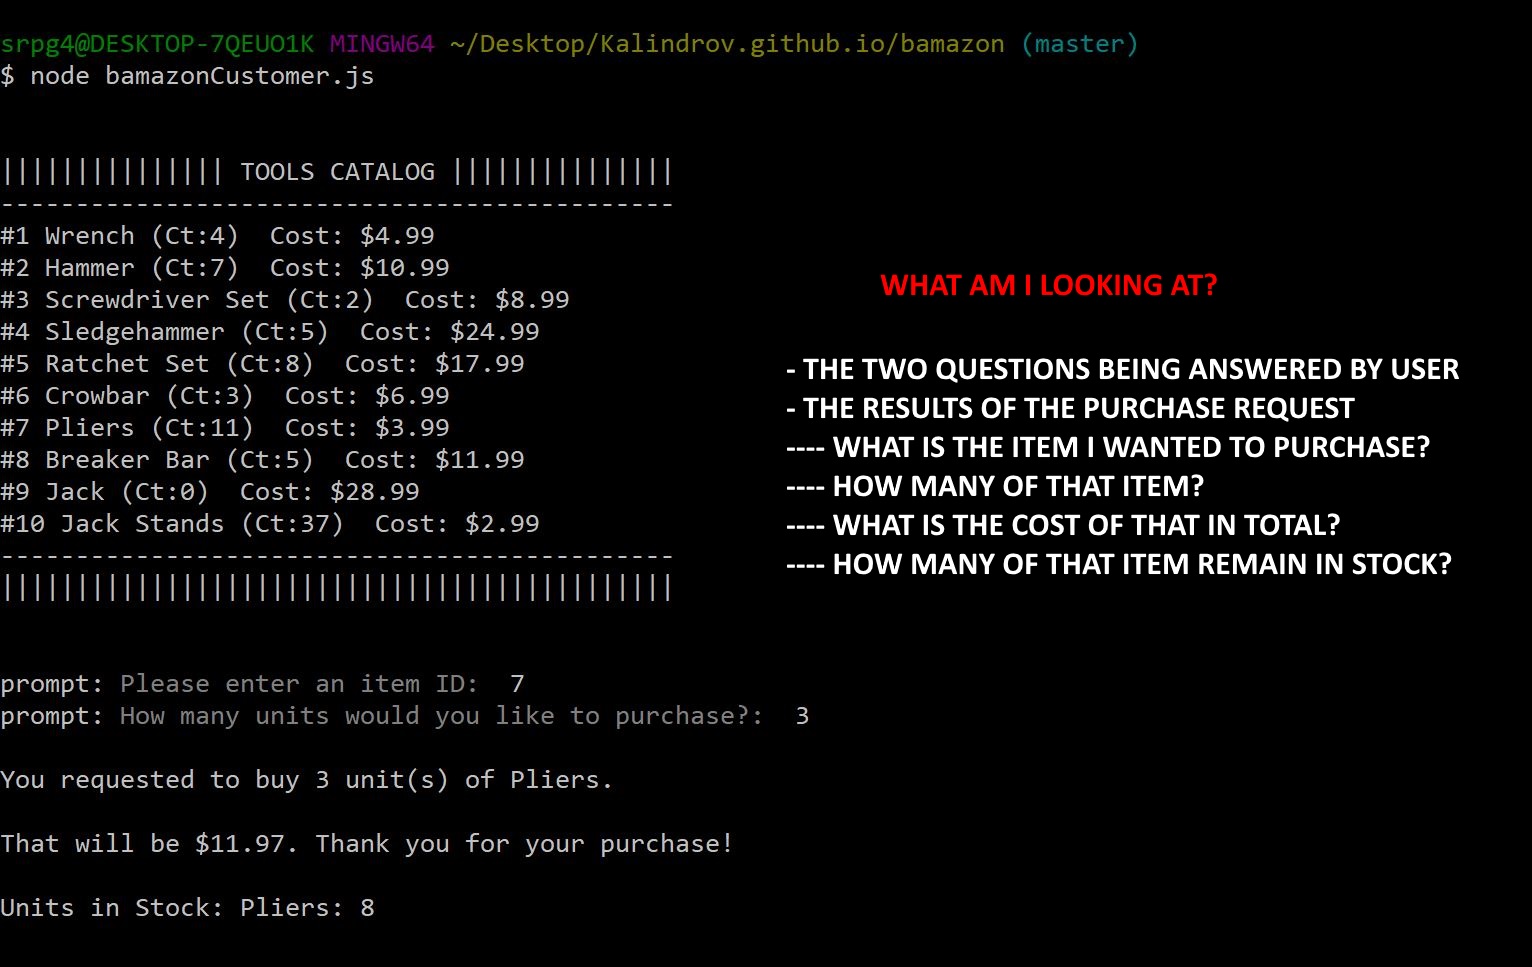 srpg4@DESKTOP-7QEUO1K MINGW64 ~/Desktop/Kalindrov.github.io/bamazon (master)
$ node bamazonCustomer.js
||||||||||||||| TOOLS CATALOG |||||||||||||||
---------------------------------------------
#1 Wrench (Ct:4)  Cost: $4.99
#2 Hammer (Ct:7)  Cost: $10.99
#3 Screwdriver Set (Ct:2)  Cost: $8.99
#4 Sledgehammer (Ct:5)  Cost: $24.99
#5 Ratchet Set (Ct:8)  Cost: $17.99
#6 Crowbar (Ct:3)  Cost: $6.99
#7 Pliers (Ct:11)  Cost: $3.99
#8 Breaker Bar (Ct:5)  Cost: $11.99
#9 Jack (Ct:0)  Cost: $28.99
#10 Jack Stands (Ct:37)  Cost: $2.99
---------------------------------------------
|||||||||||||||||||||||||||||||||||||||||||||
prompt: Please enter an item ID:  7
prompt: How many units would you like to purchase?:  3
You requested to buy 3 unit(s) of Pliers.
That will be $11.97. Thank you for your purchase!
Units in Stock: Pliers: 8
WHAT AM I LOOKING AT?
- THE TWO QUESTIONS BEING ANSWERED BY USER
- THE RESULTS OF THE PURCHASE REQUEST
---- WHAT IS THE ITEM I WANTED TO PURCHASE?
---- HOW MANY OF THAT ITEM?
---- WHAT IS THE COST OF THAT IN TOTAL?
---- HOW MANY OF THAT ITEM REMAIN IN STOCK?